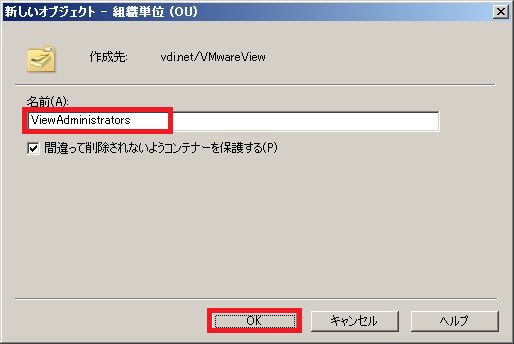 新しいオブジェクト - 組織単位 (OU)
作成先: vdi.net/VMwareView
名前(A):
ViewAdministrators
間違って削除されないようコンテナーを保護する(P)
OK キャンセル ヘルプ